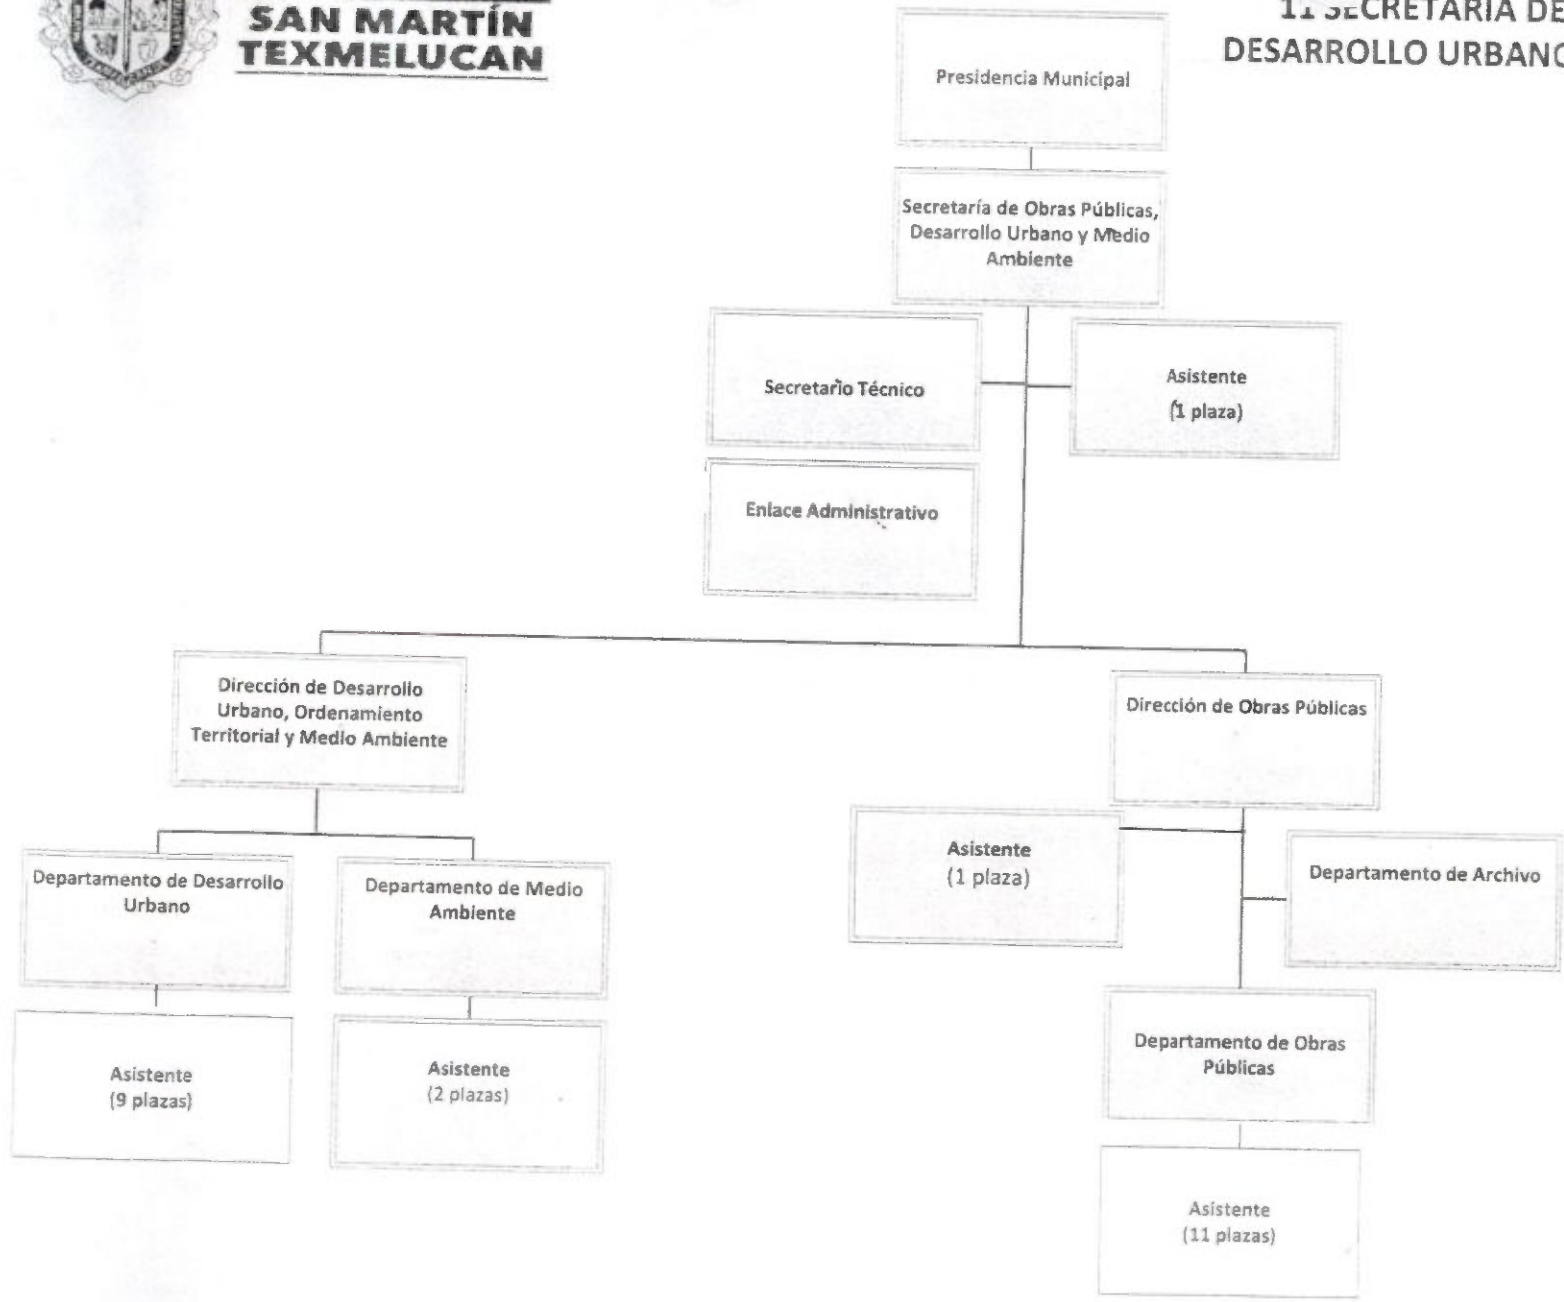 SAN MARTÍN
TEXMELUCAN
11 SECRETARIA DE
DESARROLLO URBANO
Presidencia Municipal
Secretaría de Obras Públicas,
Desarrollo Urbano y Medio
Ambiente
Secretario Técnico
Asistente
(1 plaza)
Enlace Administrativo
Dirección de Desarrollo
Urbano, Ordenamiento
Territorial y Medio Ambiente
Dirección de Obras Públicas
Departamento de Desarrollo
Urbano
Departamento de Medio
Ambiente
Asistente
(1 plaza)
Departamento de Archivo
Asistente
(9 plazas)
Asistente
(2 plazas)
Departamento de Obras
Públicas
Asistente
(11 plazas)